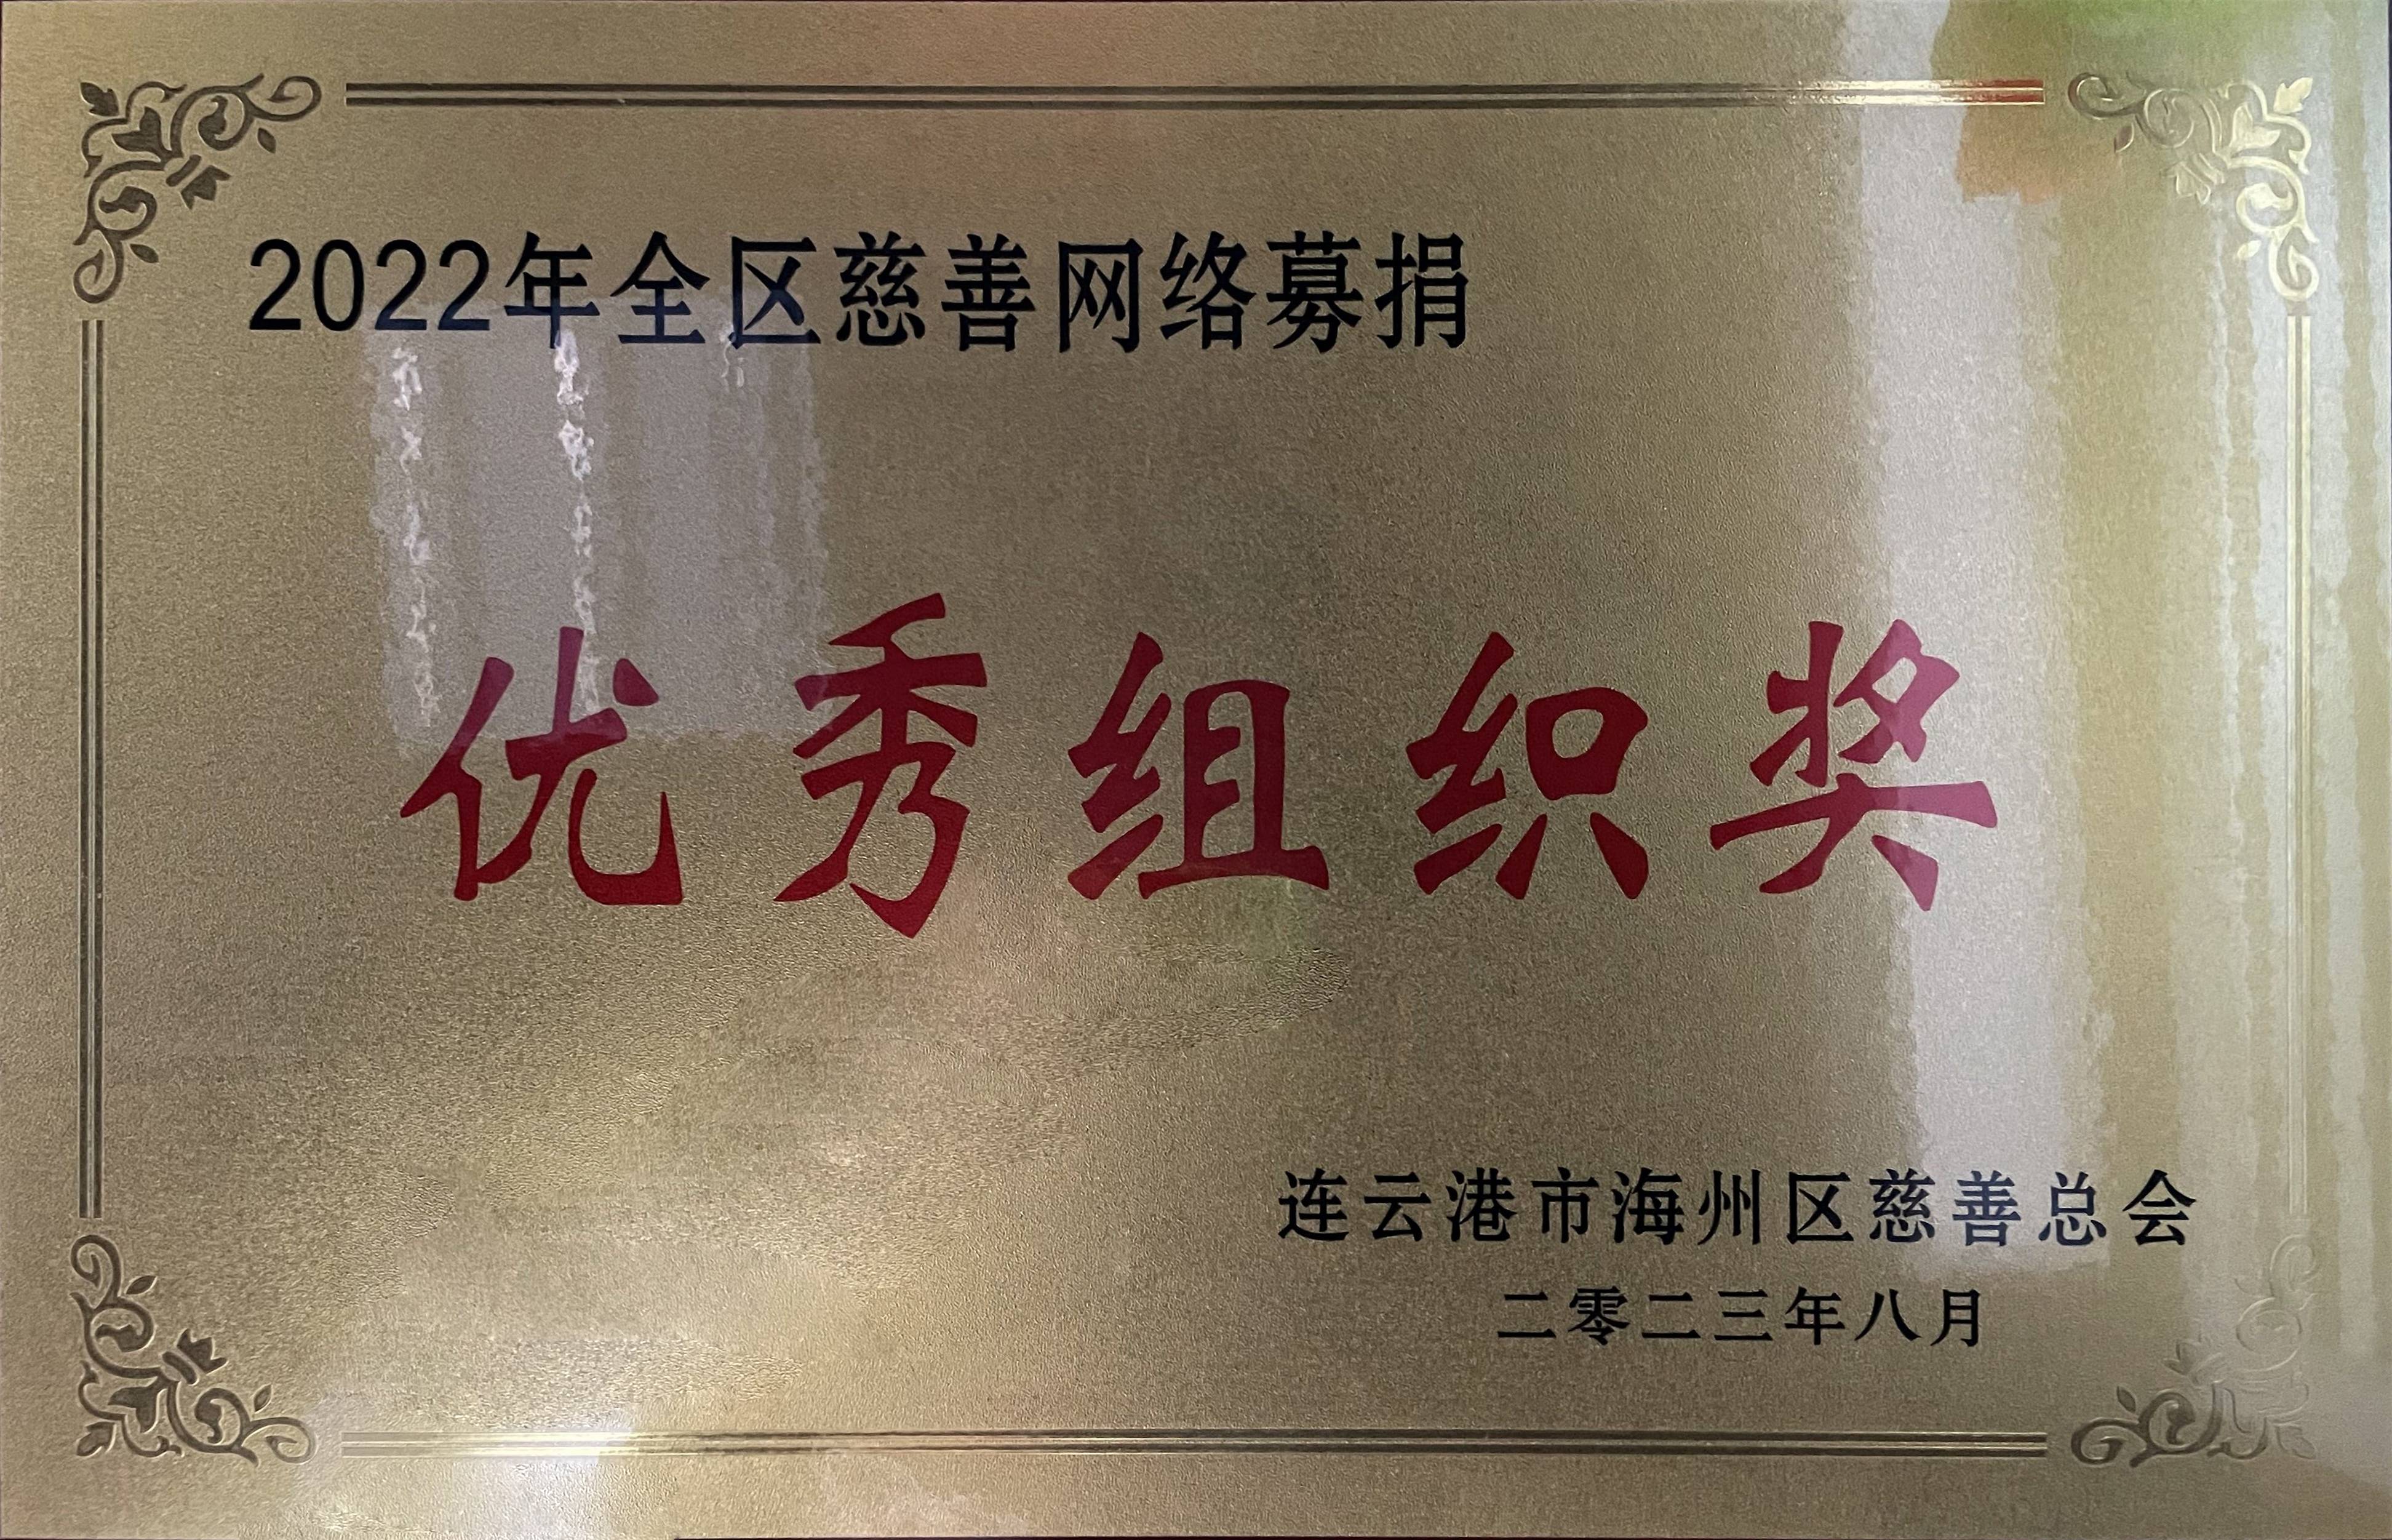 2022年全区慈善网络募捐
优秀组织奖
连云港市海州区慈善总会
二零二三年八月